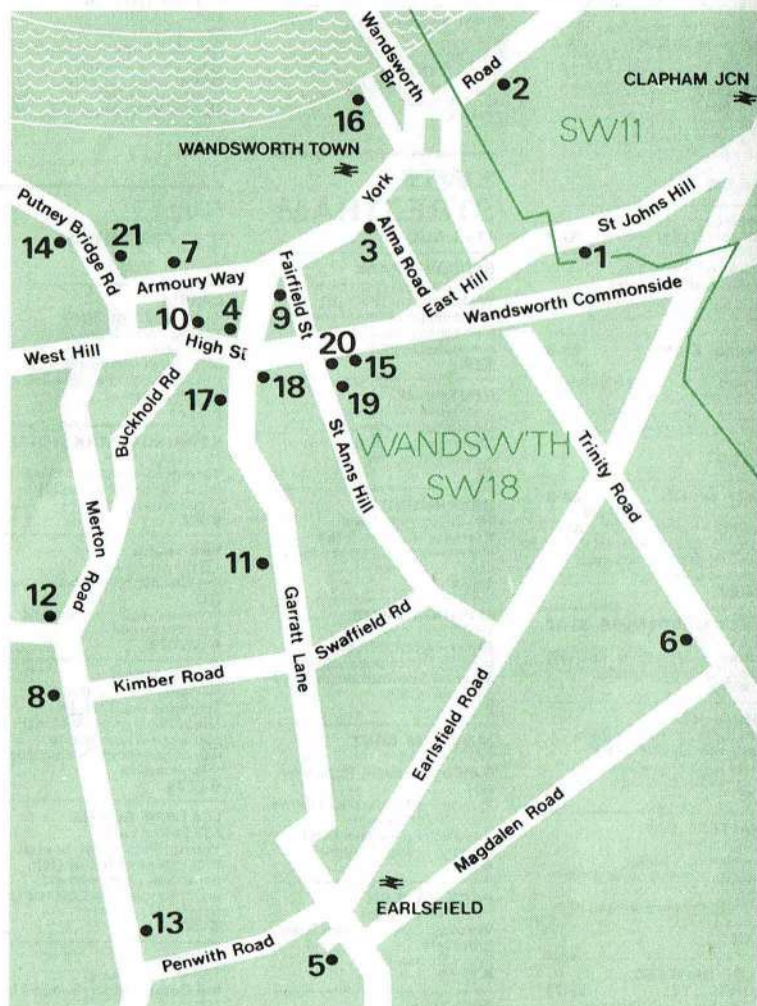 Wandsworth
Br
Road
2
CLAPHAM JCN
16
SW11
WANDSWORTH TOWN
York
Putney Bridge Rd
St Johns Hill
14
21
7
3
Alma Road
1
Armoury Way
Fairfield St
East Hill
Wandsworth Commonside
10
4
9
West Hill
High St
20
15
17
18
19
Buckhold Rd
St Anns Hill
WANDSW'TH
SW18
Trinity Road
Merton
Road
11
12
Garratt Lane
Swaffield Rd
6
8
Kimber Road
Earlsfield Road
Magdalen Road
EARLSFIELD
13
Penwith Road
5